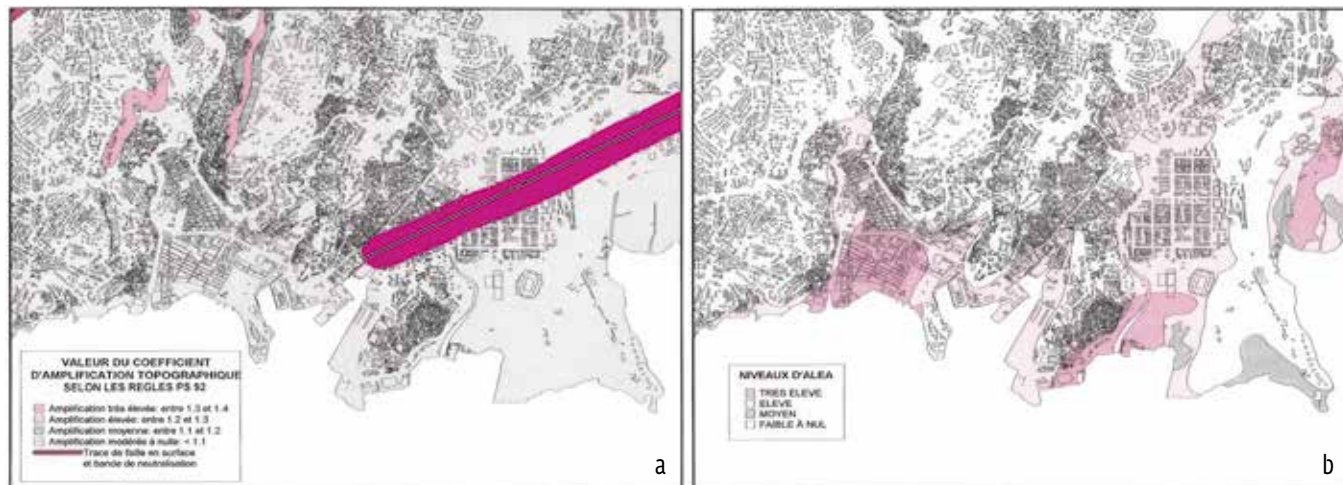 VALEUR DU COEFFICIENT
D'AMPLIFICATION TOPOGRAPHIQUE
SELON LES REGLES PS 92
Amplification très élevée: entre 1.3 et 1.4
Amplification élevée: entre 1.2 et 1.3
Amplification moyenne: entre 1.1 et 1.2
Amplification modérée à nulle: < 1.1
Trace de faille en surface
et bande de neutralisation
a
NIVEAUX D'ALEA
TRES ELEVE
ELEVE
MOYEN
FAIBLE À NUL
b